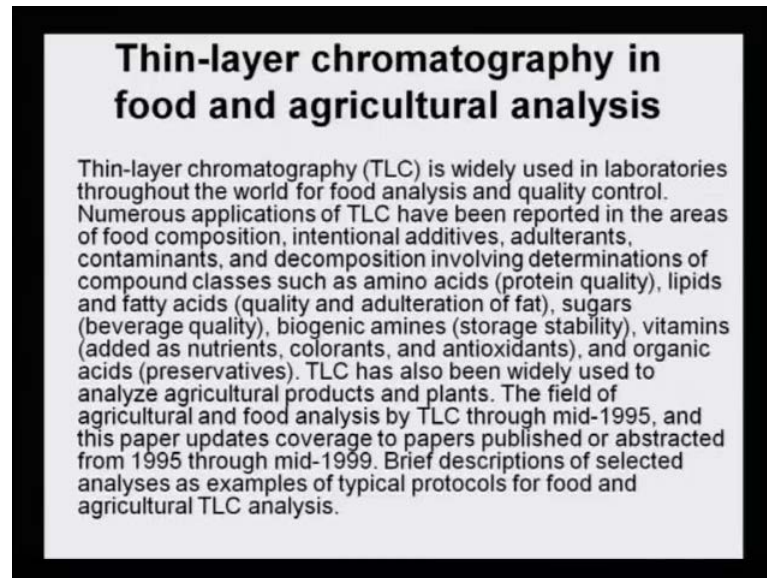 Thin-layer chromatography in
food and agricultural analysis
Thin-layer chromatography (TLC) is widely used in laboratories
throughout the world for food analysis and quality control.
Numerous applications of TLC have been reported in the areas
of food composition, intentional additives, adulterants,
contaminants, and decomposition involving determinations of
compound classes such as amino acids (protein quality), lipids
and fatty acids (quality and adulteration of fat), sugars
(beverage quality), biogenic amines (storage stability), vitamins
(added as nutrients, colorants, and antioxidants), and organic
acids (preservatives). TLC has also been widely used to
analyze agricultural products and plants. The field of
agricultural and food analysis by TLC through mid-1995, and
this paper updates coverage to papers published or abstracted
from 1995 through mid-1999. Brief descriptions of selected
analyses as examples of typical protocols for food and
agricultural TLC analysis.